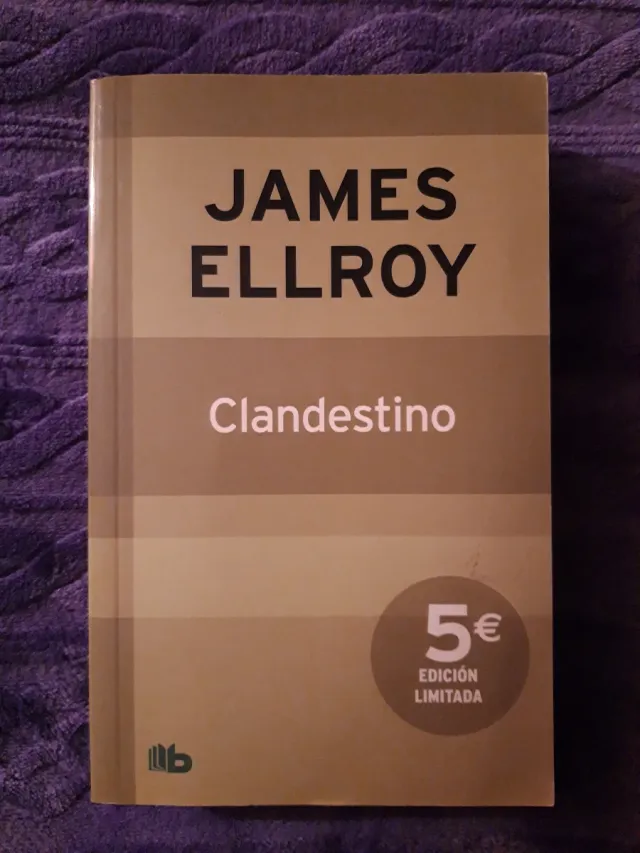 JAMES
ELLROY
Clandestino
5€
EDICIÓN
LIMITADA
b